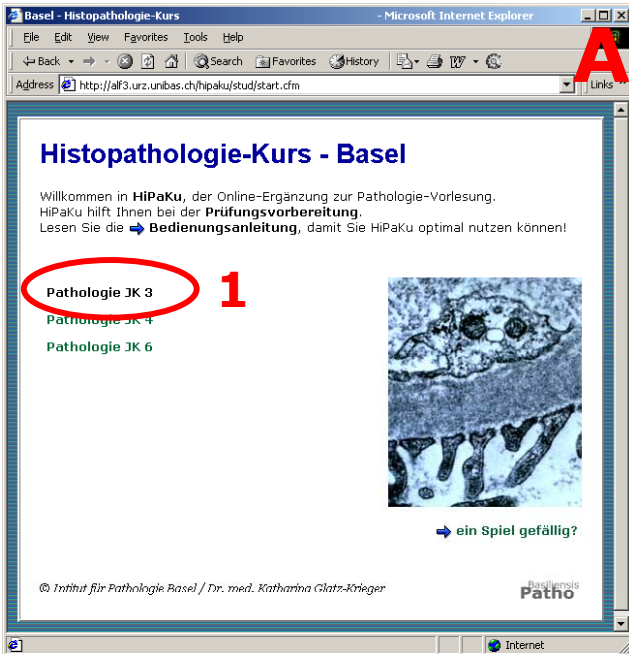 Basel - Histopathologie-Kurs - Microsoft Internet Explorer
File Edit View Favorites Tools Help
Back Search Favorites History
Address http://alf3.urz.unibas.ch/hipaku/stud/start.cfm Links
A
Histopathologie-Kurs - Basel
Willkommen in HiPaKu, der Online-Ergänzung zur Pathologie-Vorlesung.
HiPaKu hilft Ihnen bei der Prüfungsvorbereitung.
Lesen Sie die Bedienungsanleitung, damit Sie HiPaKu optimal nutzen können!
Pathologie JK 3
1
Pathologie JK 4
Pathologie JK 6
ein Spiel gefällig?
© Intitut für Pathologie Basel / Dr. med. Katharina Glatz-Krieger
Basiliensis
Patho
Internet